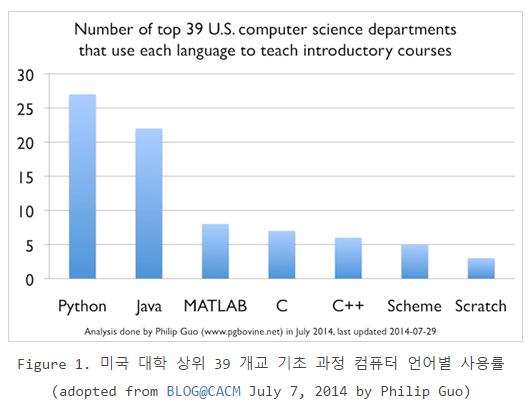 Number of top 39 U.S. computer science departments
that use each language to teach introductory courses
30
25
20
15
10
5
0
Python Java MATLAB C C++ Scheme Scratch
Analysis done by Philip Guo (www.pgbovine.net) in July 2014, last updated 2014-07-29
Figure 1. 미국 대학 상위 39 개교 기초 과정 컴퓨터 언어별 사용률
(adopted from BLOG@CACM July 7, 2014 by Philip Guo)